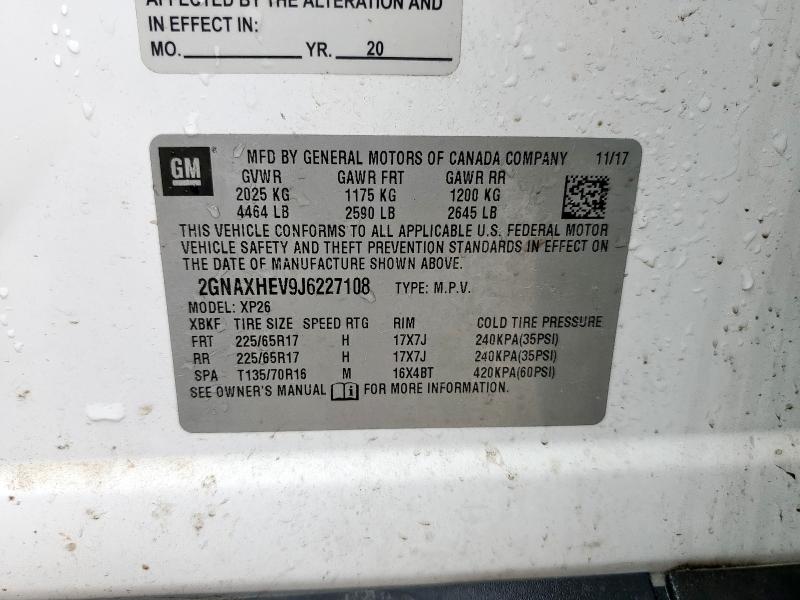 AFFECTED BY THE ALTERATION AND
IN EFFECT IN:
MO. YR. 20
GM ® MFD BY GENERAL MOTORS OF CANADA COMPANY 11/17
GVWR GAWR FRT GAWR RR
2025 KG 1175 KG 1200 KG
4464 LB 2590 LB 2645 LB
THIS VEHICLE CONFORMS TO ALL APPLICABLE U.S. FEDERAL MOTOR
VEHICLE SAFETY AND THEFT PREVENTION STANDARDS IN EFFECT ON
THE DATE OF MANUFACTURE SHOWN ABOVE.
2GNAXHEV9J6227108 TYPE: M.P.V.
MODEL: XP26
XBKF TIRE SIZE SPEED RTG RIM COLD TIRE PRESSURE
FRT 225/65R17 H 17X7J 240KPA(35PSI)
RR 225/65R17 H 17X7J 240KPA(35PSI)
SPA T135/70R16 M 16X4BT 420KPA(60PSI)
SEE OWNER'S MANUAL FOR MORE INFORMATION.